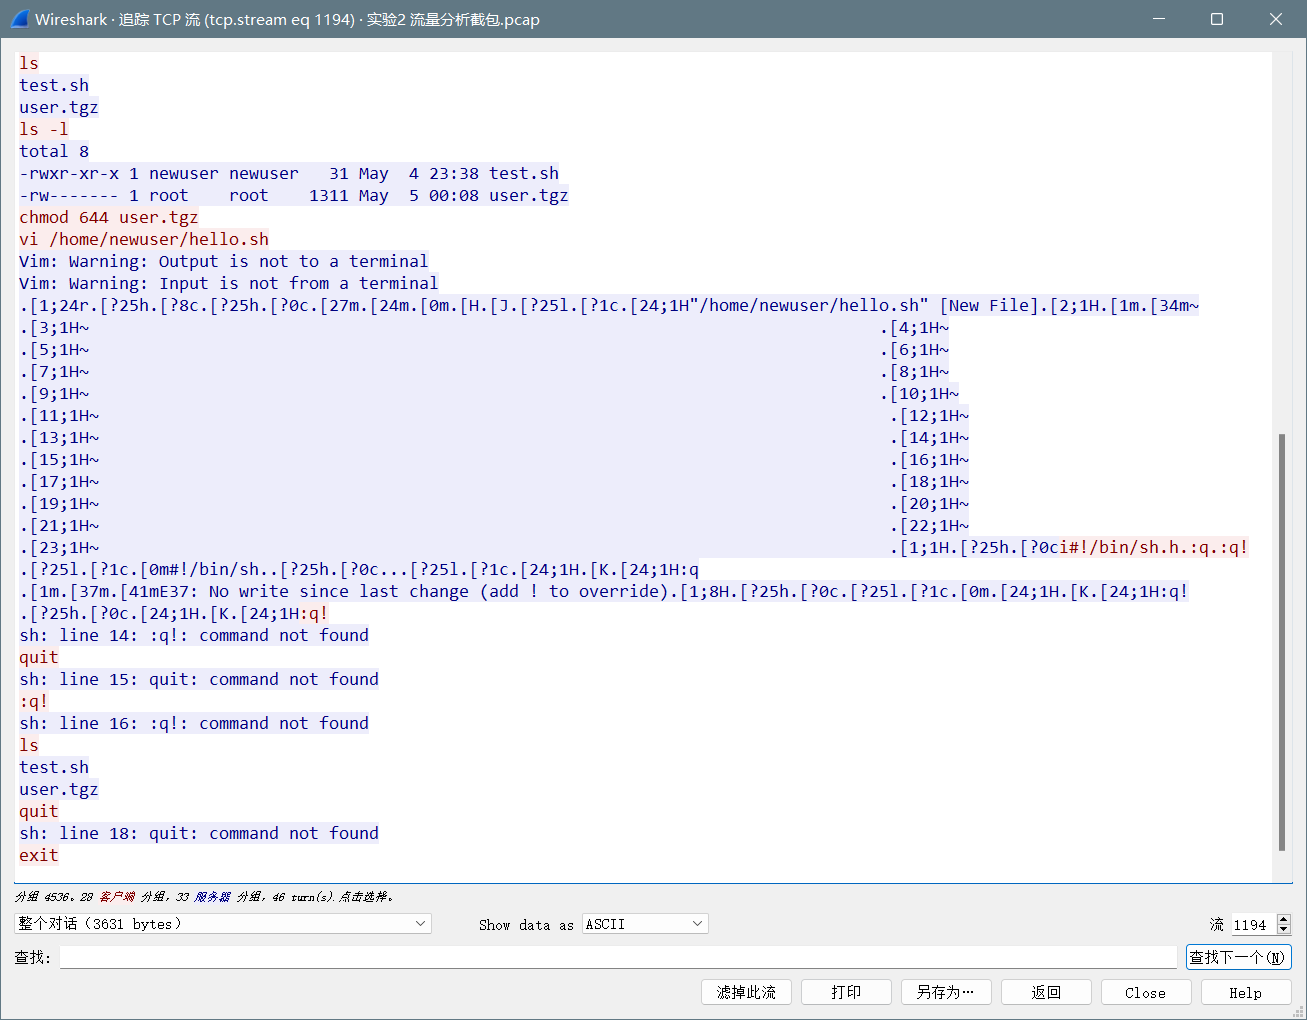 Wireshark · 追踪 TCP 流 (tcp.stream eq 1194) · 实验2 流量分析截包.pcap
ls
test.sh
user.tgz
ls -l
total 8
-rwxr-xr-x 1 newuser newuser   31 May  4 23:38 test.sh
-rw------- 1 root    root    1311 May  5 00:08 user.tgz
chmod 644 user.tgz
vi /home/newuser/hello.sh
Vim: Warning: Output is not to a terminal
Vim: Warning: Input is not from a terminal
.[1;24r.[?25h.[?8c.[?25h.[?0c.[27m.[24m.[0m.[H.[J.[?25l.[?1c.[24;1H"/home/newuser/hello.sh" [New File].[2;1H.[1m.[34m~
.[3;1H~ .[4;1H~
.[5;1H~ .[6;1H~
.[7;1H~ .[8;1H~
.[9;1H~ .[10;1H~
.[11;1H~ .[12;1H~
.[13;1H~ .[14;1H~
.[15;1H~ .[16;1H~
.[17;1H~ .[18;1H~
.[19;1H~ .[20;1H~
.[21;1H~ .[22;1H~
.[23;1H~ .[1;1H.[?25h.[?0ci#!/bin/sh.h.:q.:q!
.[?25l.[?1c.[0m#!/bin/sh..[?25h.[?0c...[?25l.[?1c.[24;1H.[K.[24;1H:q
.[1m.[37m.[41mE37: No write since last change (add ! to override).[1;8H.[?25h.[?0c.[?25l.[?1c.[0m.[24;1H.[K.[24;1H:q!
.[?25h.[?0c.[24;1H.[K.[24;1H:q!
sh: line 14: :q!: command not found
quit
sh: line 15: quit: command not found
:q!
sh: line 16: :q!: command not found
ls
test.sh
user.tgz
quit
sh: line 18: quit: command not found
exit
分组 4536。28 客户端 分组, 33 服务器 分组, 46 turn(s). 点击选择。
整个对话 (3631 bytes) Show data as ASCII 流 1194
查找: 查找下一个(N)
滤掉此流 打印 另存为… 返回 Close Help